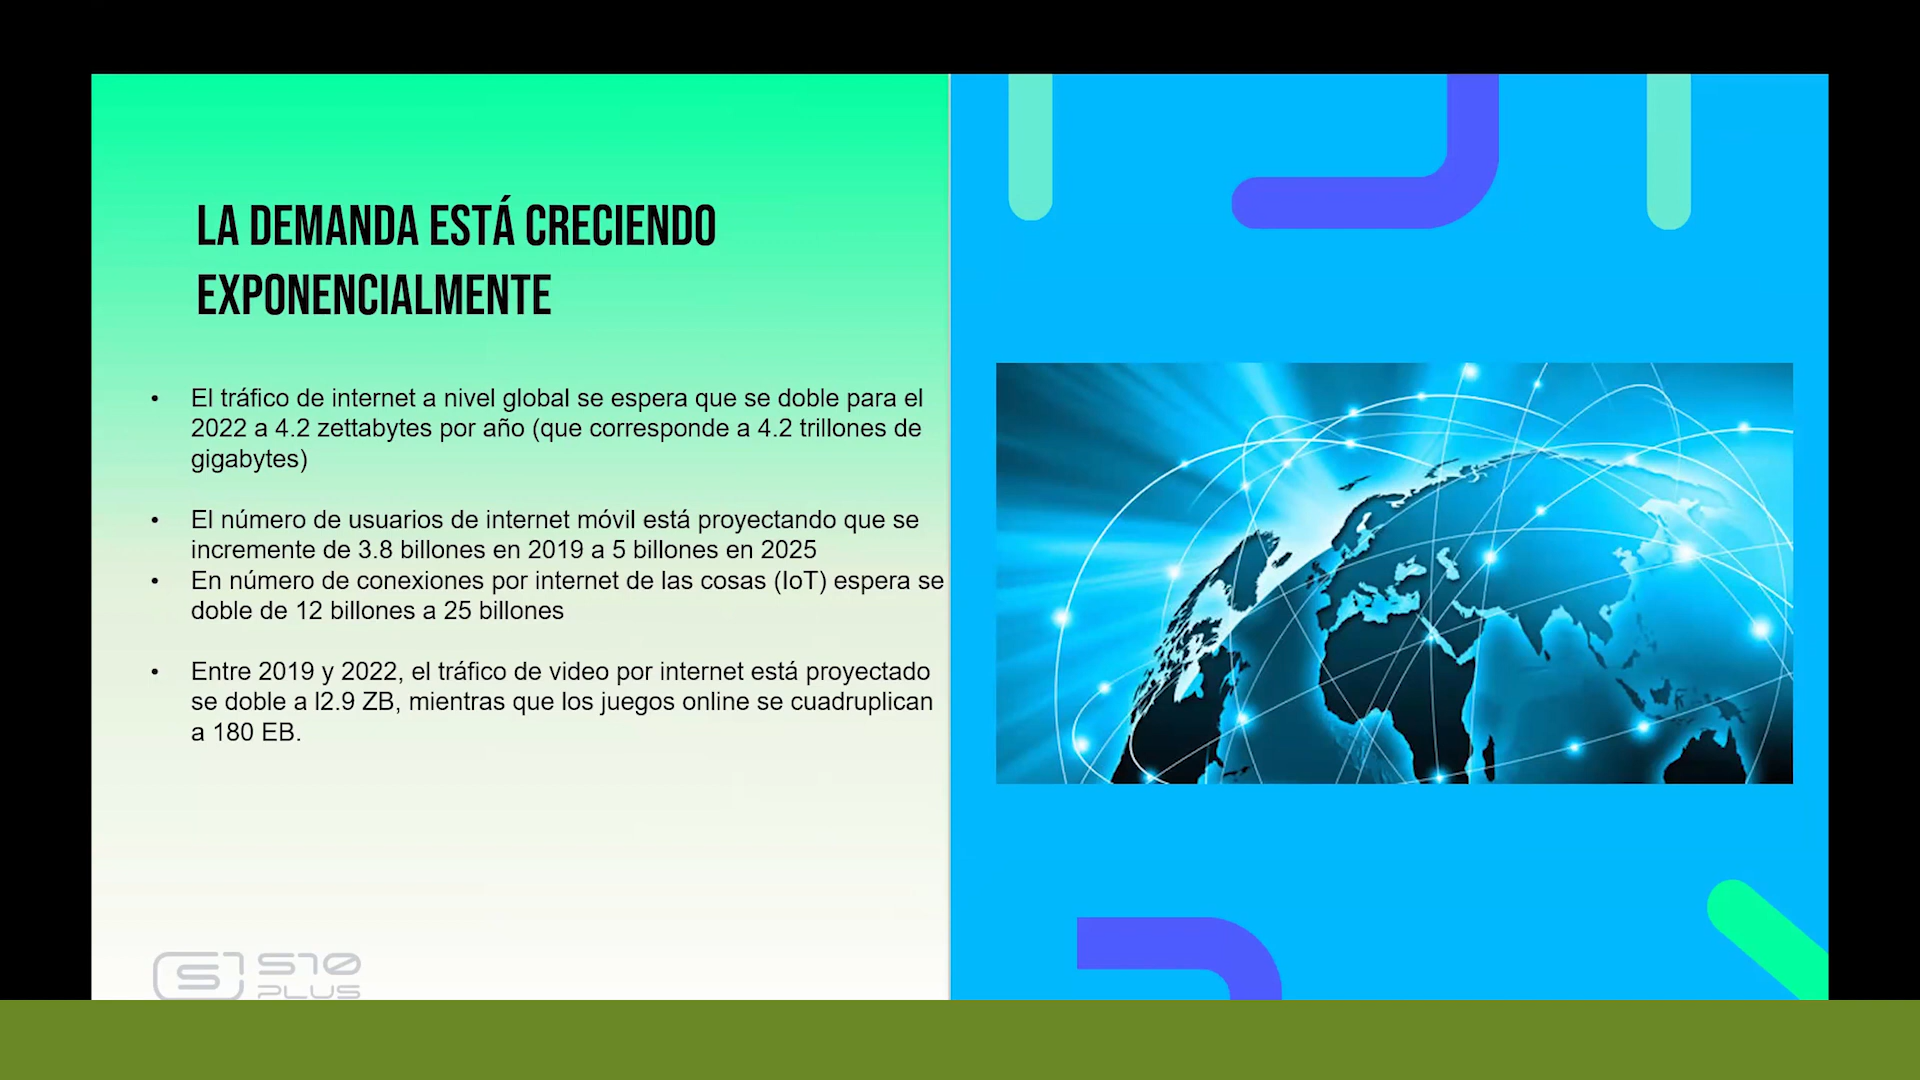 LA DEMANDA ESTÁ CRECIENDO
EXPONENCIALMENTE
• El tráfico de internet a nivel global se espera que se doble para el
2022 a 4.2 zettabytes por año (que corresponde a 4.2 trillones de
gigabytes)
• El número de usuarios de internet móvil está proyectando que se
incremente de 3.8 billones en 2019 a 5 billones en 2025
• En número de conexiones por internet de las cosas (IoT) espera se
doble de 12 billones a 25 billones
• Entre 2019 y 2022, el tráfico de video por internet está proyectado
se doble a l2.9 ZB, mientras que los juegos online se cuadruplican
a 180 EB.
S10
PLUS